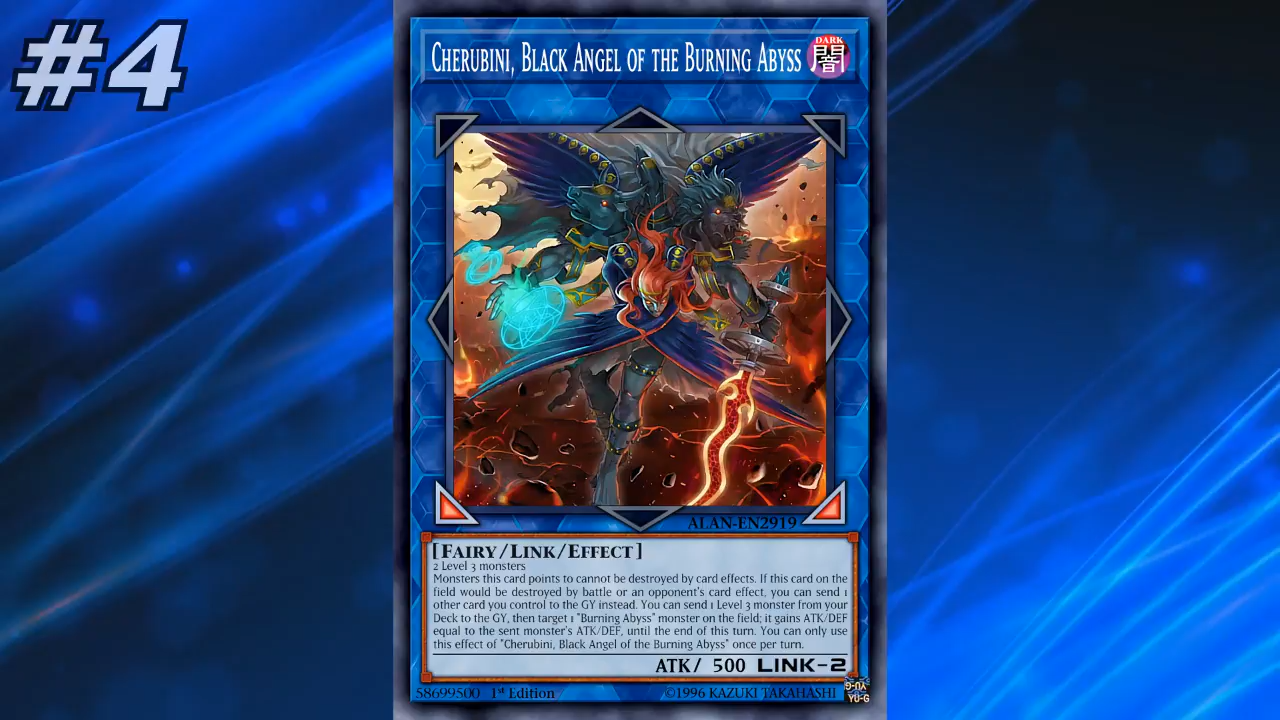 #4
CHERUBINI, BLACK ANGEL OF THE BURNING ABYSS
DARK
闇
ALAN-EN2919
[FAIRY/LINK/EFFECT]
2 Level 3 monsters
Monsters this card points to cannot be destroyed by card effects. If this card on the
field would be destroyed by battle or an opponent's card effect, you can send 1
other card you control to the GY instead. You can send 1 Level 3 monster from your
Deck to the GY, then target 1 "Burning Abyss" monster on the field; it gains ATK/DEF
equal to the sent monster's ATK/DEF, until the end of this turn. You can only use
this effect of "Cherubini, Black Angel of the Burning Abyss" once per turn.
ATK/ 500 LINK-2
58699500 1st Edition ©1996 KAZUKI TAKAHASHI
YU-G